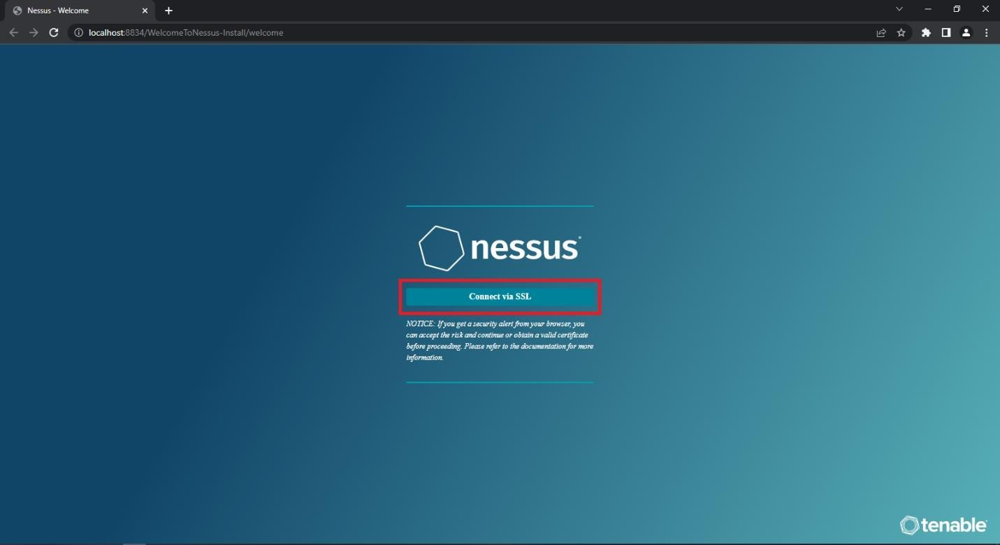 Nessus - Welcome
localhost:8834/WelcomeToNessus-Install/welcome
nessus®
Connect via SSL
NOTICE: If you get a security alert from your browser, you
can accept the risk and continue or obtain a valid certificate
before proceeding. Please refer to the documentation for more
information.
tenable®